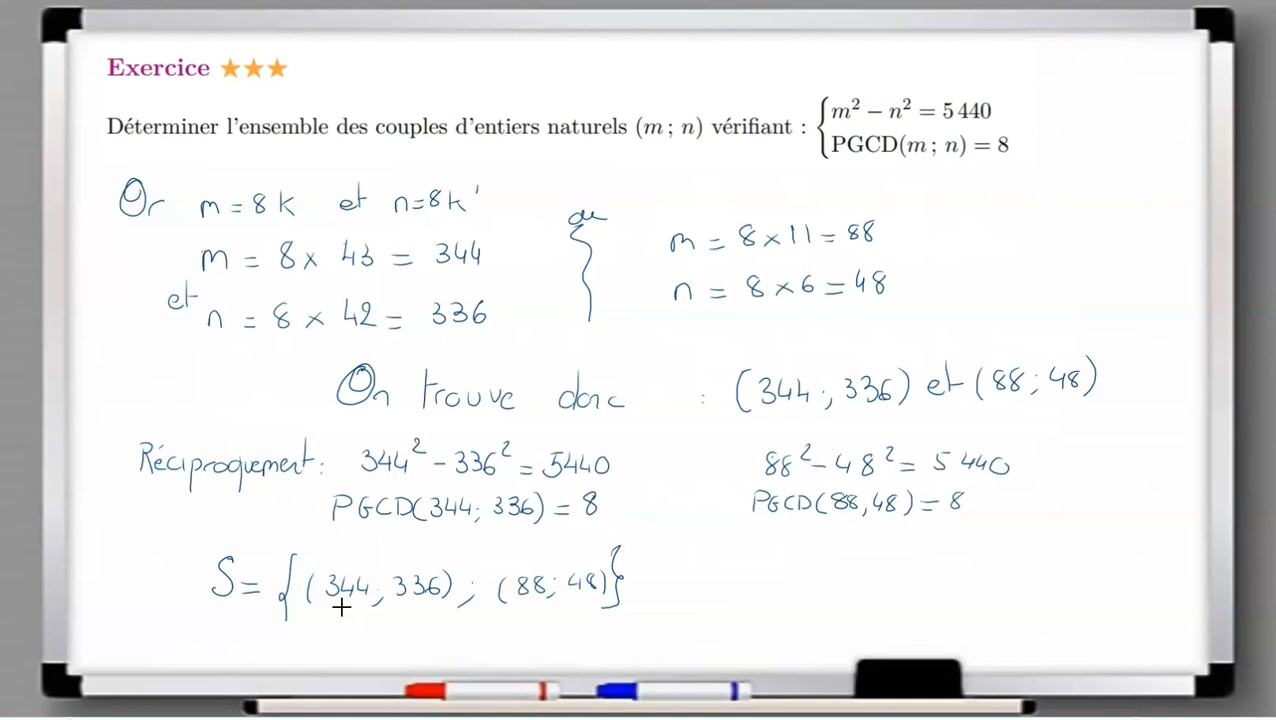 Exercice ★★★
Déterminer l'ensemble des couples d'entiers naturels (m ; n) vérifiant : { m² − n² = 5 440
PGCD(m ; n) = 8
Or m = 8k et n = 8k'
m = 8 × 43 = 344
et n = 8 × 42 = 336
ou
m = 8 × 11 = 88
n = 8 × 6 = 48
On trouve donc : (344 ; 336) et (88 ; 48)
Réciproquement : 344² − 336² = 5440
PGCD(344 ; 336) = 8
88² − 48² = 5 440
PGCD(88, 48) = 8
S = {(344 ; 336) ; (88 ; 48)}